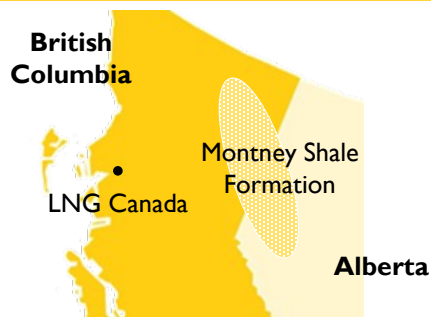 British
Columbia
Montney Shale
Formation
LNG Canada
Alberta